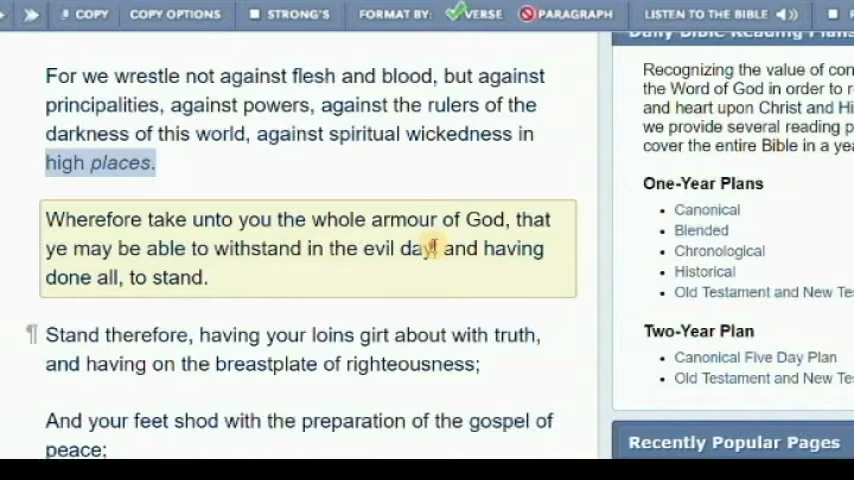 COPY COPY OPTIONS STRONG'S FORMAT BY: VERSE PARAGRAPH LISTEN TO THE BIBLE
For we wrestle not against flesh and blood, but against
principalities, against powers, against the rulers of the
darkness of this world, against spiritual wickedness in
high places.
Wherefore take unto you the whole armour of God, that
ye may be able to withstand in the evil day, and having
done all, to stand.
¶ Stand therefore, having your loins girt about with truth,
and having on the breastplate of righteousness;
And your feet shod with the preparation of the gospel of
peace;
Daily Bible Reading Plans
Recognizing the value of con
the Word of God in order to r
and heart upon Christ and Hi
we provide several reading p
cover the entire Bible in a yea
One-Year Plans
• Canonical
• Blended
• Chronological
• Historical
• Old Testament and New Te
Two-Year Plan
• Canonical Five Day Plan
• Old Testament and New Te
Recently Popular Pages